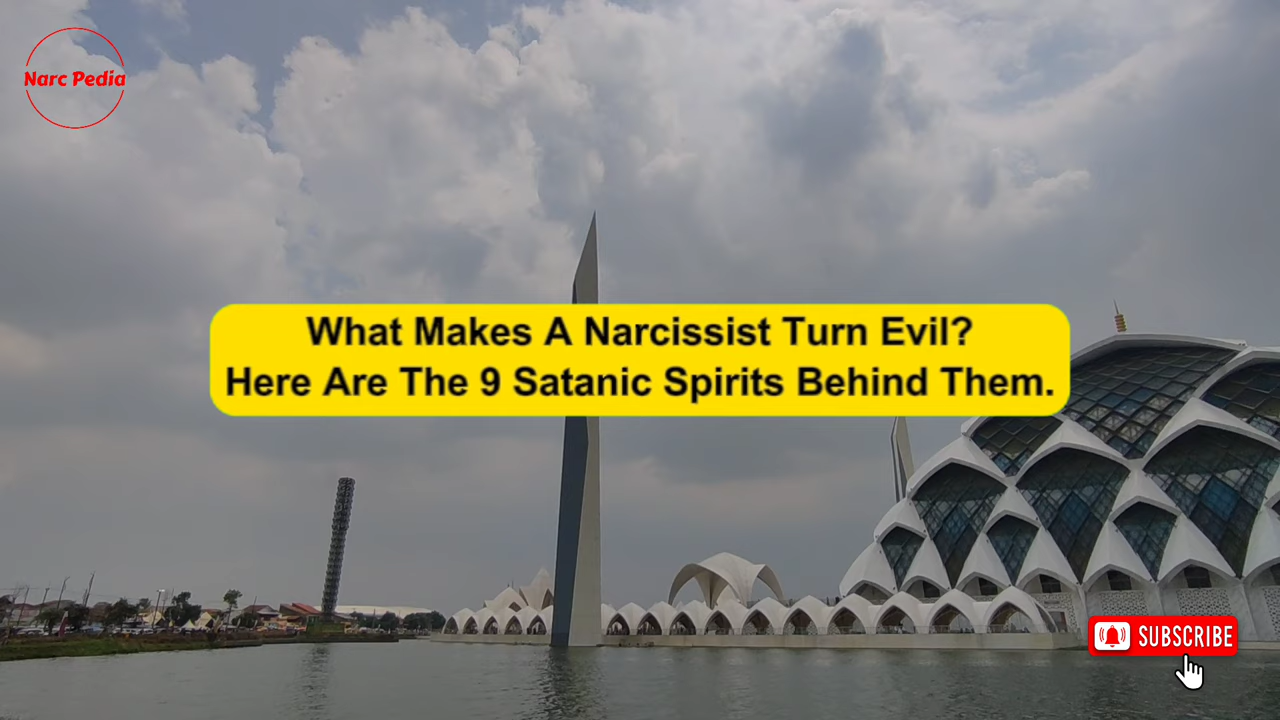 Narc Pedia
What Makes A Narcissist Turn Evil?
Here Are The 9 Satanic Spirits Behind Them.
SUBSCRIBE